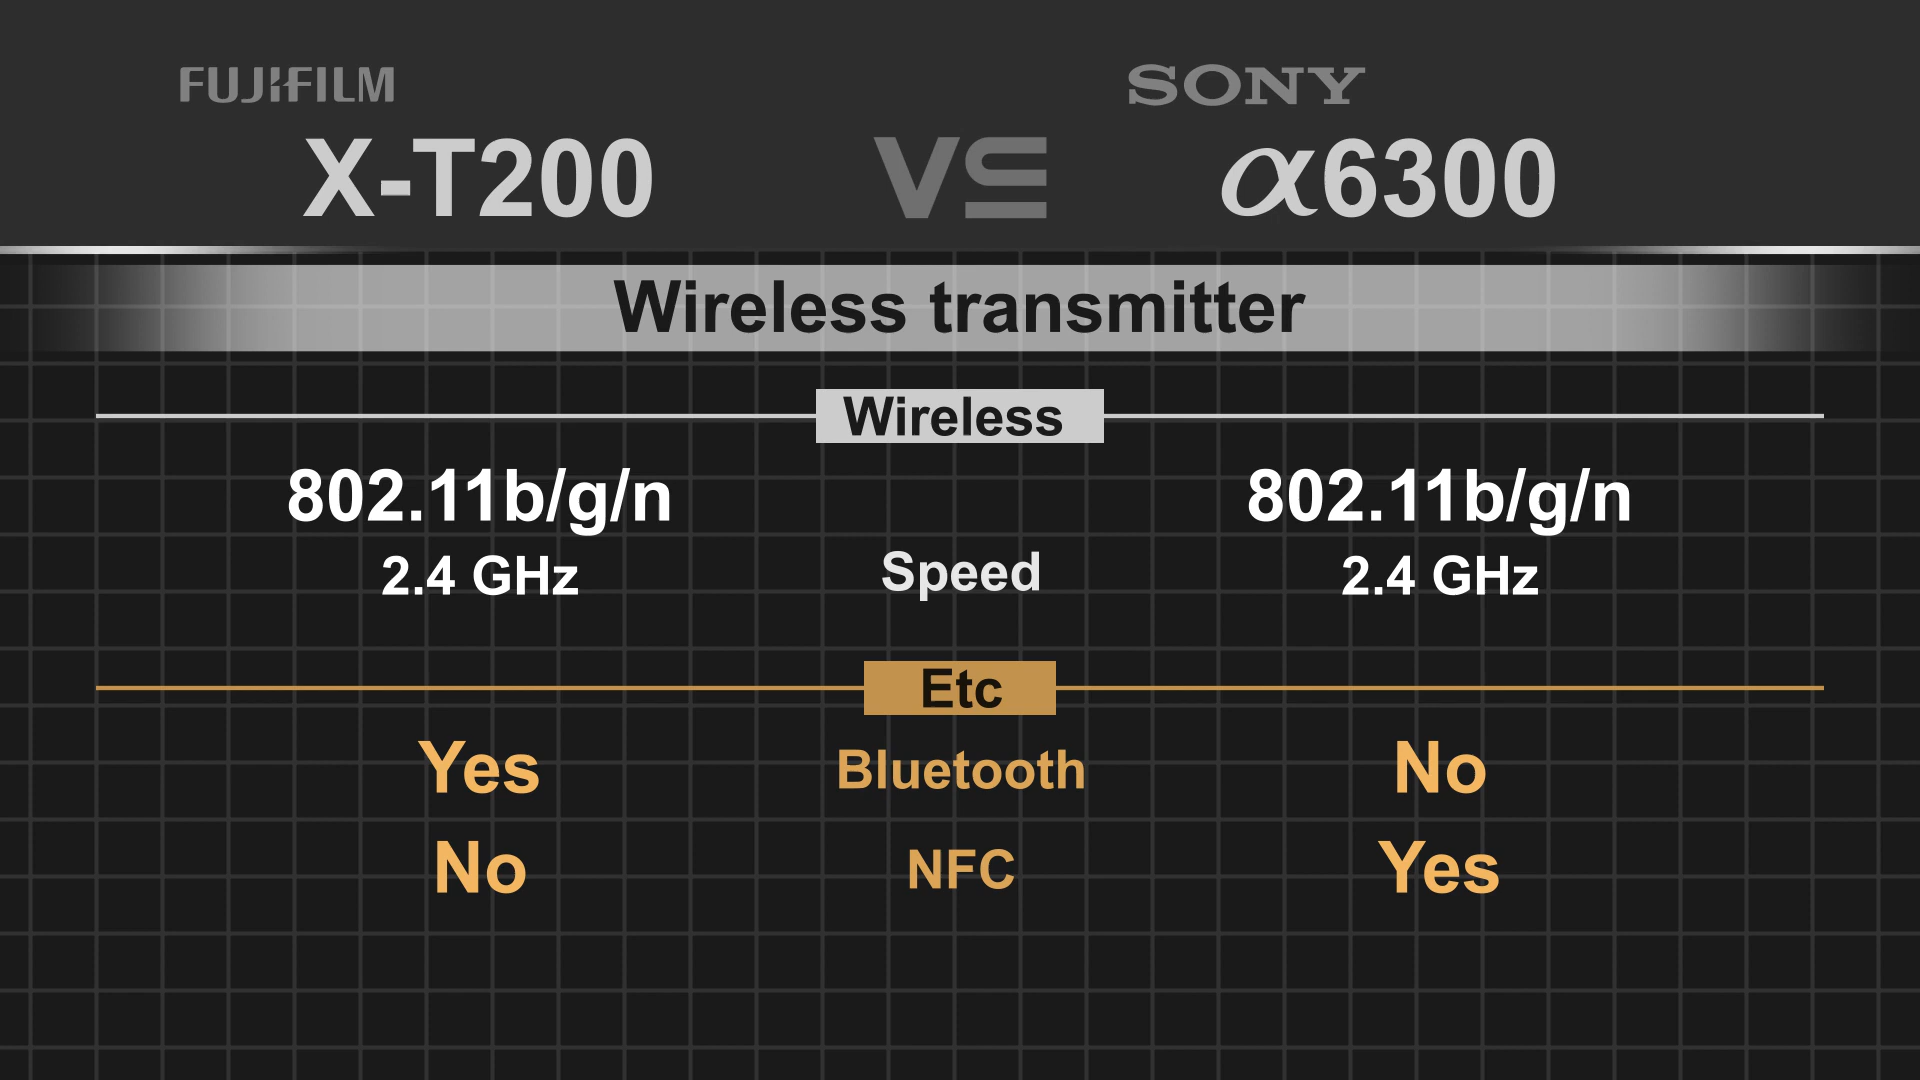 FUJIFILM
X-T200
VS
SONY
α6300
Wireless transmitter
Wireless
802.11b/g/n
802.11b/g/n
2.4 GHz
Speed
2.4 GHz
Etc
Yes
Bluetooth
No
No
NFC
Yes